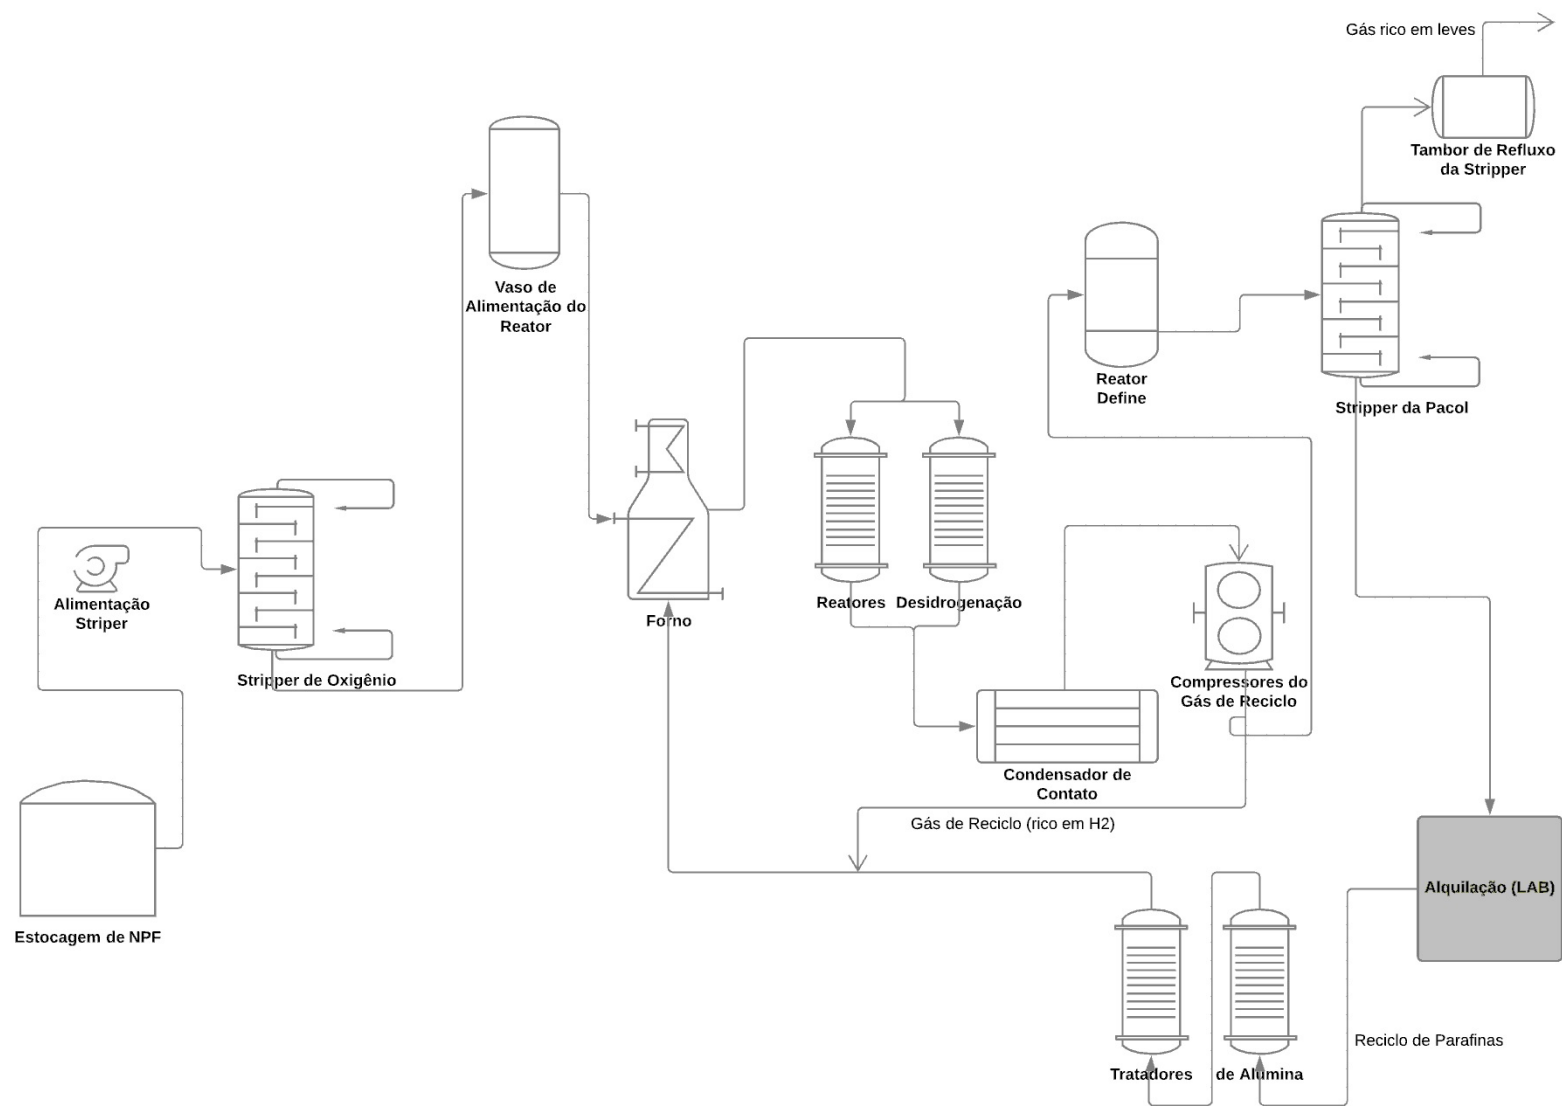 Gás rico em leves
Tambor de Refluxo
da Stripper
Vaso de
Alimentação do
Reator
Reator
Define
Stripper da Pacol
Alimentação
Striper
Stripper de Oxigênio
Forno
Reatores Desidrogenação
Compressores do
Gás de Reciclo
Condensador de
Contato
Gás de Reciclo (rico em H2)
Alquilação (LAB)
Estocagem de NPF
Reciclo de Parafinas
Tratadores de Alumina